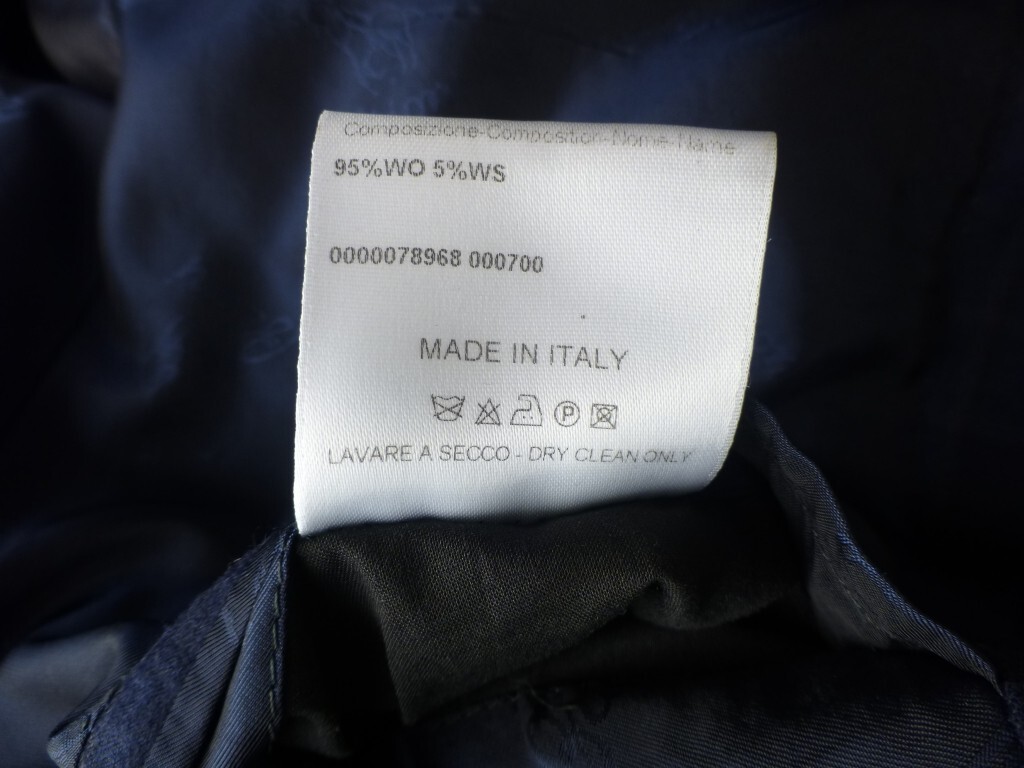 Composizione-Composition-Nome-Name
95%WO 5%WS
0000078968 000700
MADE IN ITALY
P
LAVARE A SECCO - DRY CLEAN ONLY